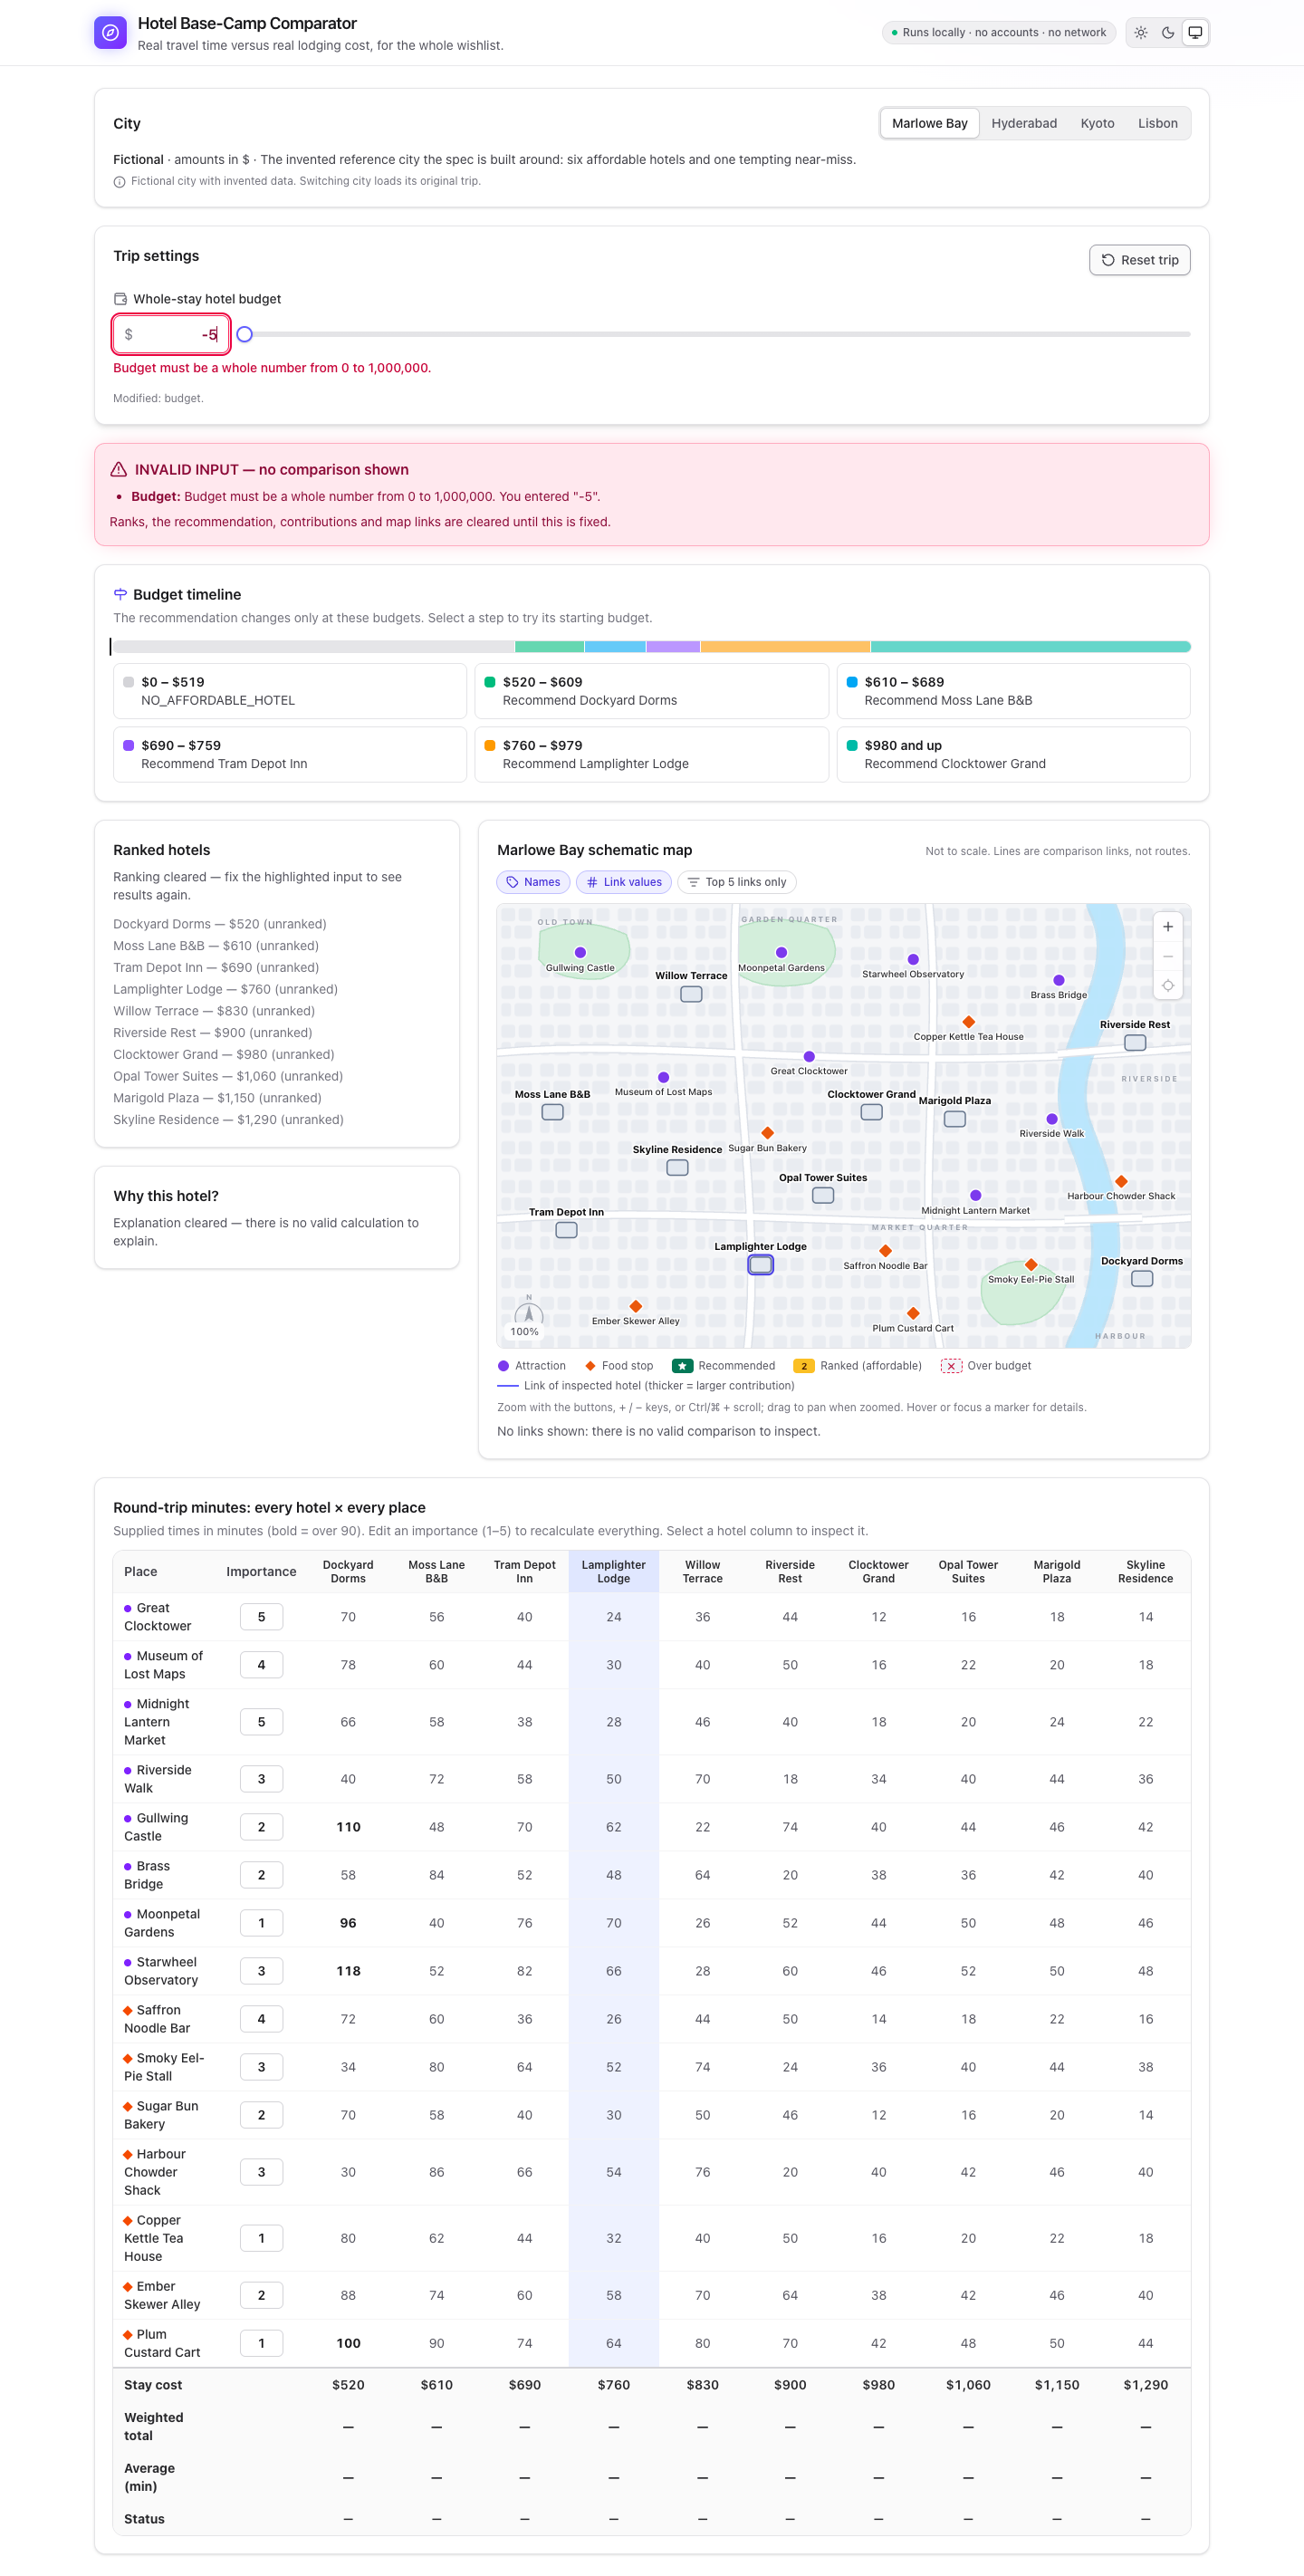 Hotel Base-Camp Comparator
Real travel time versus real lodging cost, for the whole wishlist.
Runs locally · no accounts · no network
City
Marlowe Bay Hyderabad Kyoto Lisbon
Fictional · amounts in $ · The invented reference city the spec is built around: six affordable hotels and one tempting near-miss.
Fictional city with invented data. Switching city loads its original trip.
Trip settings
Reset trip
Whole-stay hotel budget
$ -5
Budget must be a whole number from 0 to 1,000,000.
Modified: budget.
INVALID INPUT — no comparison shown
• Budget: Budget must be a whole number from 0 to 1,000,000. You entered "-5".
Ranks, the recommendation, contributions and map links are cleared until this is fixed.
Budget timeline
The recommendation changes only at these budgets. Select a step to try its starting budget.
$0 – $519
NO_AFFORDABLE_HOTEL
$520 – $609
Recommend Dockyard Dorms
$610 – $689
Recommend Moss Lane B&B
$690 – $759
Recommend Tram Depot Inn
$760 – $979
Recommend Lamplighter Lodge
$980 and up
Recommend Clocktower Grand
Ranked hotels
Ranking cleared — fix the highlighted input to see
results again.
Dockyard Dorms — $520 (unranked)
Moss Lane B&B — $610 (unranked)
Tram Depot Inn — $690 (unranked)
Lamplighter Lodge — $760 (unranked)
Willow Terrace — $830 (unranked)
Riverside Rest — $900 (unranked)
Clocktower Grand — $980 (unranked)
Opal Tower Suites — $1,060 (unranked)
Marigold Plaza — $1,150 (unranked)
Skyline Residence — $1,290 (unranked)
Why this hotel?
Explanation cleared — there is no valid calculation to
explain.
Marlowe Bay schematic map
Not to scale. Lines are comparison links, not routes.
Names
Link values
Top 5 links only
OLD TOWN
GARDEN QUARTER
Gullwing Castle
Willow Terrace
Moonpetal Gardens
Starwheel Observatory
Brass Bridge
Copper Kettle Tea House
Riverside Rest
Great Clocktower
RIVERSIDE
Museum of Lost Maps
Moss Lane B&B
Clocktower Grand
Marigold Plaza
Riverside Walk
Sugar Bun Bakery
Skyline Residence
Opal Tower Suites
Harbour Chowder Shack
Midnight Lantern Market
Tram Depot Inn
MARKET QUARTER
Lamplighter Lodge
Saffron Noodle Bar
Dockyard Dorms
Smoky Eel-Pie Stall
N
Ember Skewer Alley
Plum Custard Cart
100%
HARBOUR
Attraction
Food stop
Recommended
2 Ranked (affordable)
Over budget
Link of inspected hotel (thicker = larger contribution)
Zoom with the buttons, + / − keys, or Ctrl/⌘ + scroll; drag to pan when zoomed. Hover or focus a marker for details.
No links shown: there is no valid comparison to inspect.
Round-trip minutes: every hotel × every place
Supplied times in minutes (bold = over 90). Edit an importance (1–5) to recalculate everything. Select a hotel column to inspect it.
Place Importance Dockyard Dorms Moss Lane B&B Tram Depot Inn Lamplighter Lodge Willow Terrace Riverside Rest Clocktower Grand Opal Tower Suites Marigold Plaza Skyline Residence
Great Clocktower 5 70 56 40 24 36 44 12 16 18 14
Museum of Lost Maps 4 78 60 44 30 40 50 16 22 20 18
Midnight Lantern Market 5 66 58 38 28 46 40 18 20 24 22
Riverside Walk 3 40 72 58 50 70 18 34 40 44 36
Gullwing Castle 2 110 48 70 62 22 74 40 44 46 42
Brass Bridge 2 58 84 52 48 64 20 38 36 42 40
Moonpetal Gardens 1 96 40 76 70 26 52 44 50 48 46
Starwheel Observatory 3 118 52 82 66 28 60 46 52 50 48
Saffron Noodle Bar 4 72 60 36 26 44 50 14 18 22 16
Smoky Eel-Pie Stall 3 34 80 64 52 74 24 36 40 44 38
Sugar Bun Bakery 2 70 58 40 30 50 46 12 16 20 14
Harbour Chowder Shack 3 30 86 66 54 76 20 40 42 46 40
Copper Kettle Tea House 1 80 62 44 32 40 50 16 20 22 18
Ember Skewer Alley 2 88 74 60 58 70 64 38 42 46 40
Plum Custard Cart 1 100 90 74 64 80 70 42 48 50 44
Stay cost $520 $610 $690 $760 $830 $900 $980 $1,060 $1,150 $1,290
Weighted total — — — — — — — — — —
Average (min) — — — — — — — — — —
Status — — — — — — — — — —